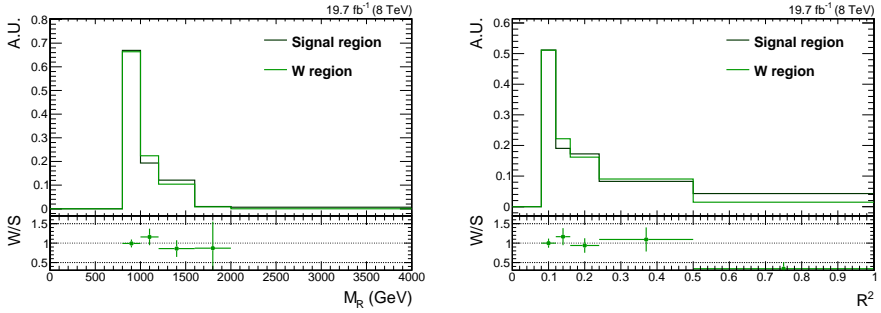 19.7 fb⁻¹ (8 TeV)
A.U.
0.8
0.7
0.6
0.5
0.4
0.3
0.2
0.1
0
Signal region
W region
W/S
1.5
1.0
0.5
0 500 1000 1500 2000 2500 3000 3500 4000
M_R (GeV)
19.7 fb⁻¹ (8 TeV)
A.U.
0.6
0.5
0.4
0.3
0.2
0.1
0.0
Signal region
W region
W/S
1.5
1.0
0.5
0 0.1 0.2 0.3 0.4 0.5 0.6 0.7 0.8 0.9 1
R²